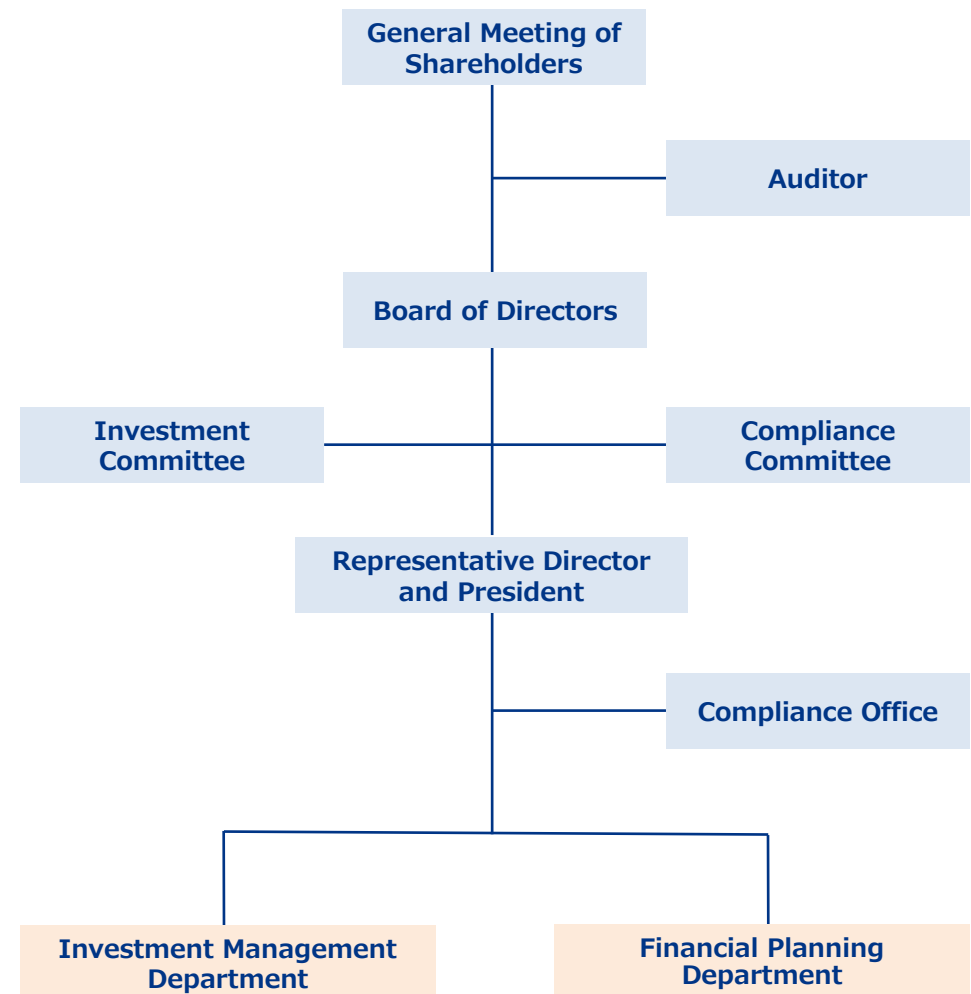 General Meeting of
Shareholders
Auditor
Board of Directors
Investment
Committee
Compliance
Committee
Representative Director
and President
Compliance Office
Investment Management
Department
Financial Planning
Department